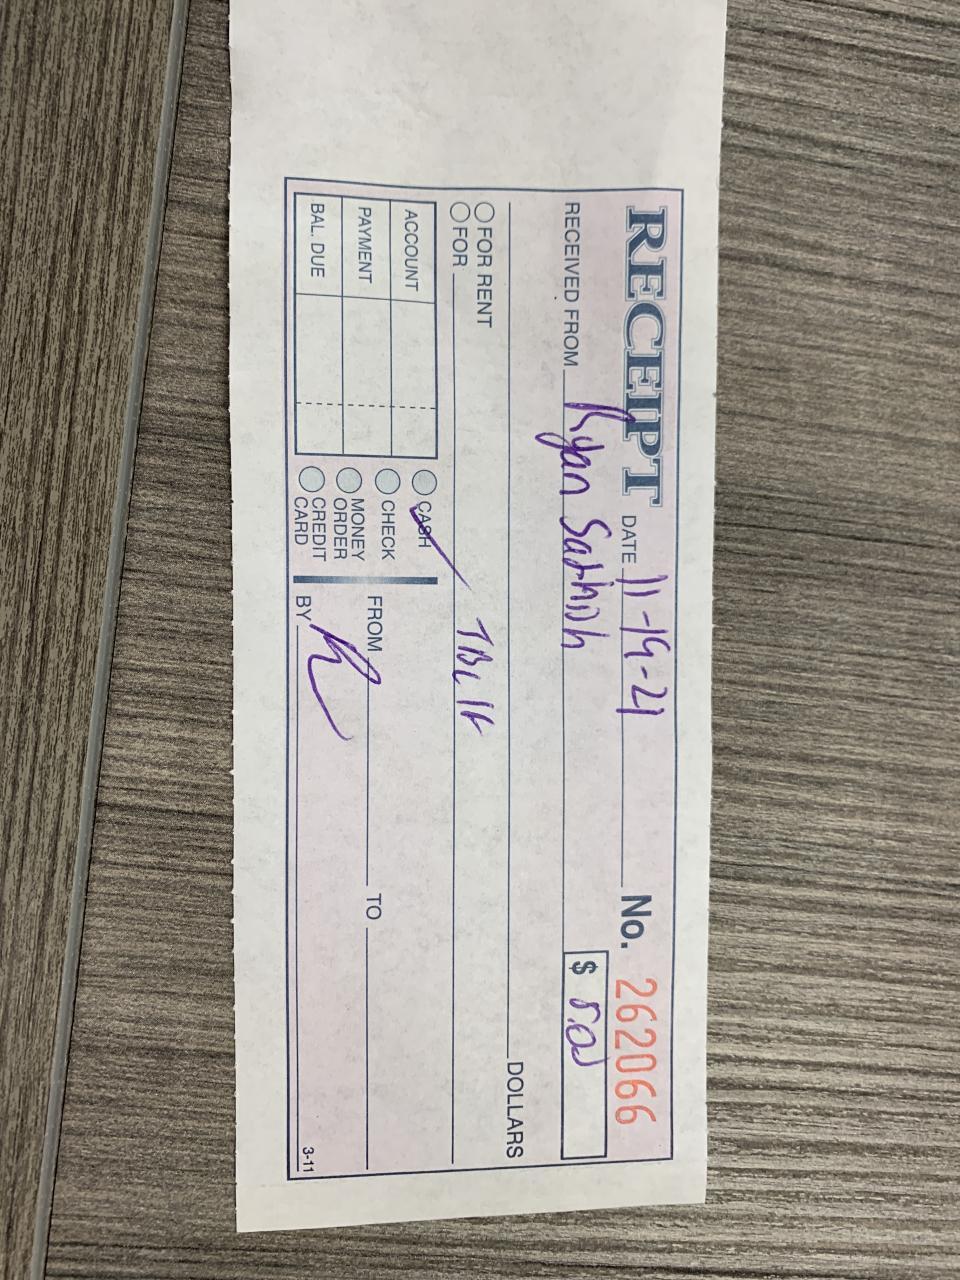 RECEIPT DATE 11-19-21 No. 262066
RECEIVED FROM Ryan $ 5.00
DOLLARS
FOR RENT
FOR
ACCOUNT
PAYMENT
BAL. DUE
CASH
CHECK
MONEY ORDER
CREDIT CARD
FROM TO
BY
3-11